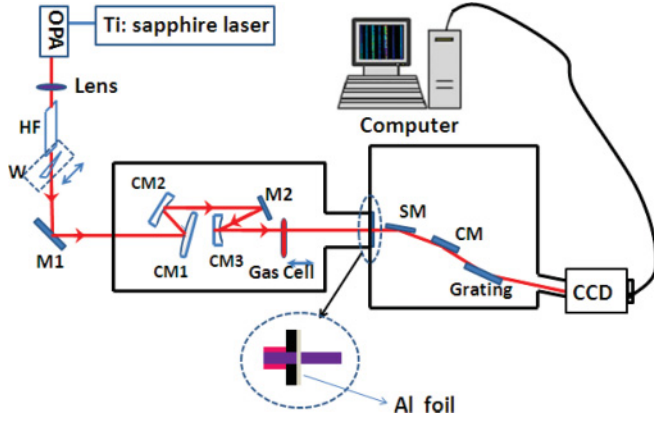 OPA
Ti: sapphire laser
Lens
HF
W
M1
CM2
CM1
M2
CM3
Gas Cell
Computer
SM
CM
Grating
CCD
Al foil